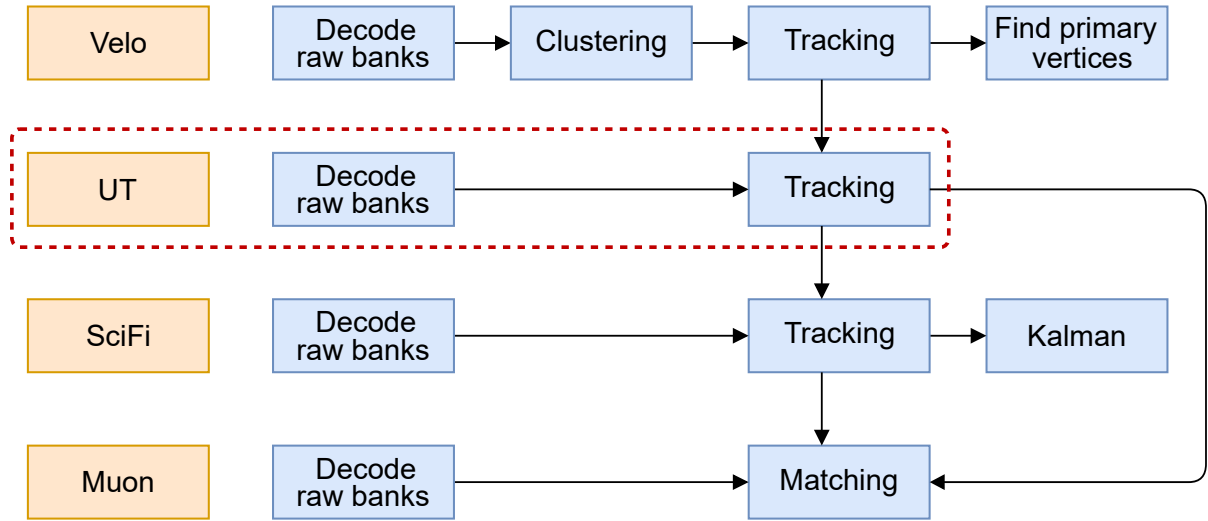 Velo
Decode
raw banks
Clustering
Tracking
Find primary
vertices
UT
Decode
raw banks
Tracking
SciFi
Decode
raw banks
Tracking
Kalman
Muon
Decode
raw banks
Matching